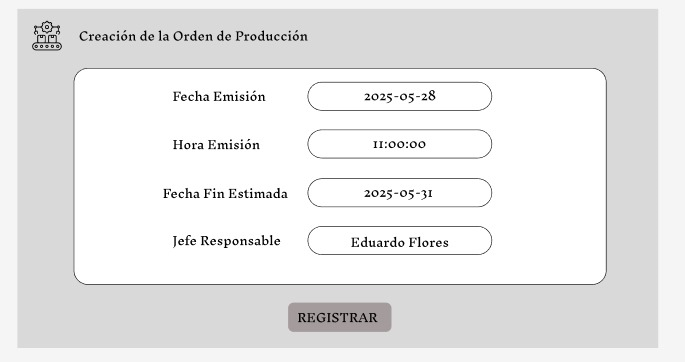 Creación de la Orden de Producción
Fecha Emisión 2025-05-28
Hora Emisión 11:00:00
Fecha Fin Estimada 2025-05-31
Jefe Responsable Eduardo Flores
REGISTRAR